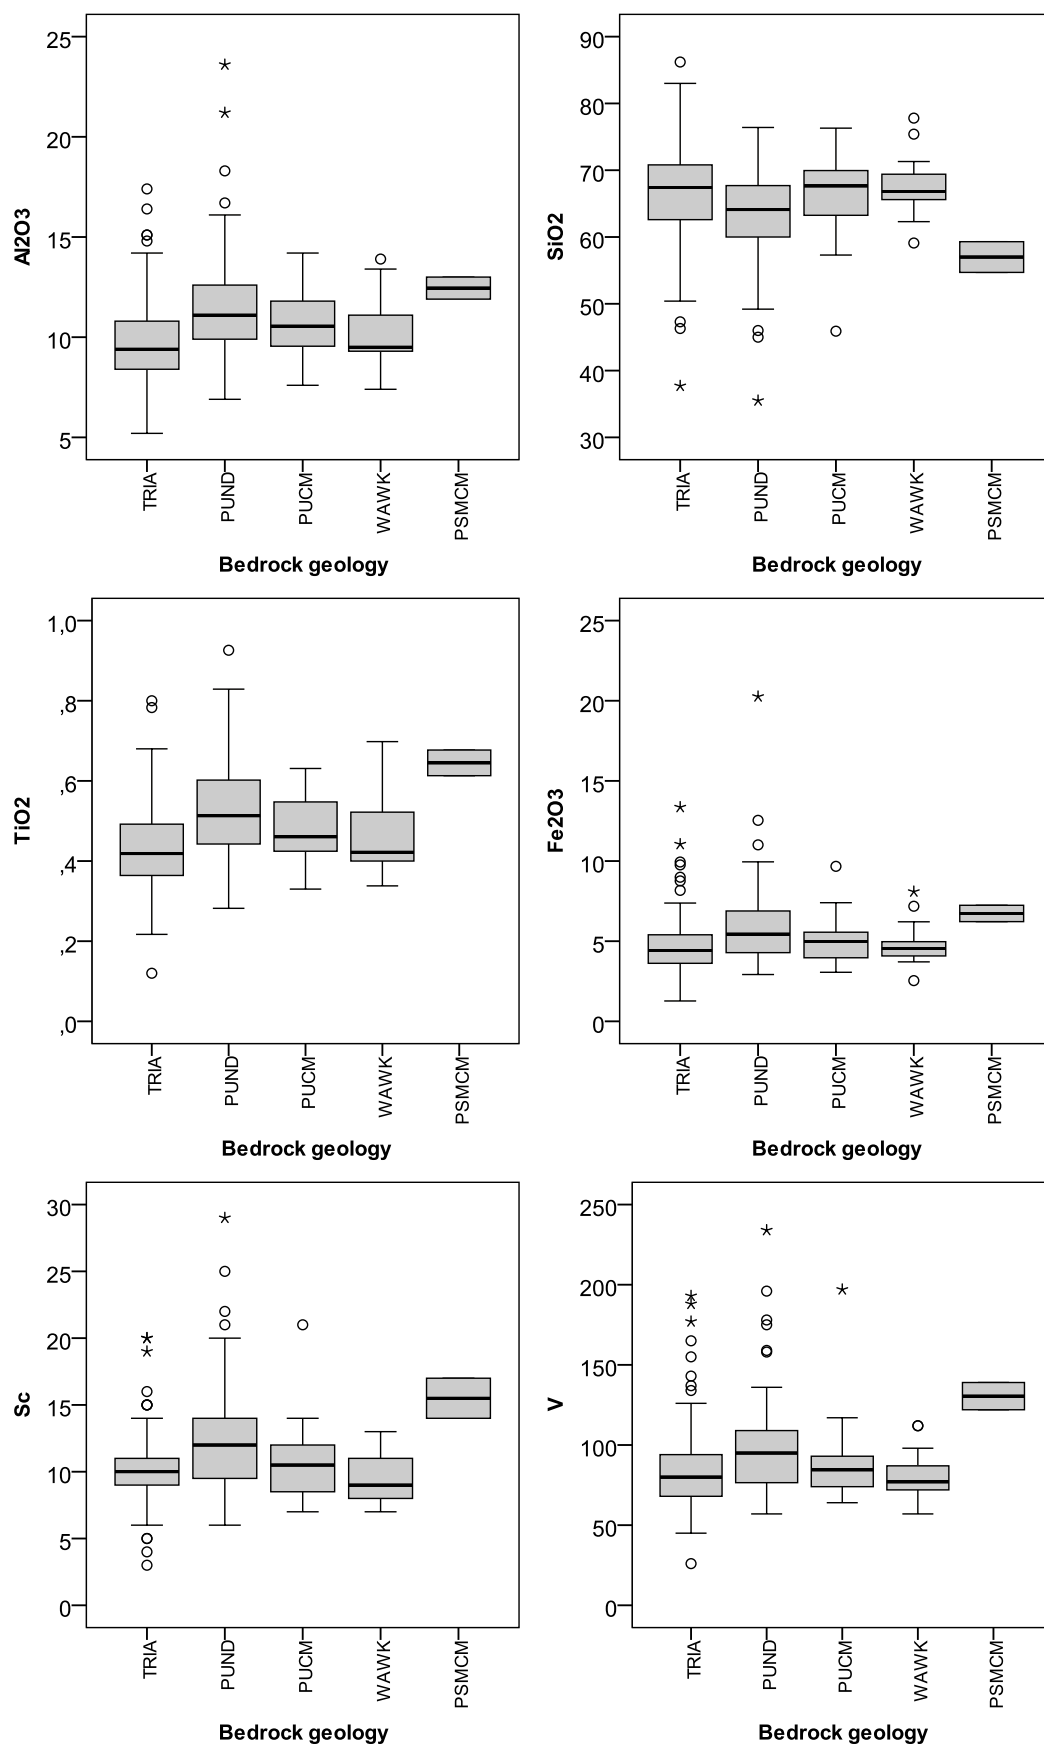 Al2O3
25
20
15
10
5
TRIA
PUND
PUCM
WAWK
PSMCM
Bedrock geology
SiO2
90
80
70
60
50
40
30
TRIA
PUND
PUCM
WAWK
PSMCM
Bedrock geology
TiO2
1,0
,8
,6
,4
,2
,0
TRIA
PUND
PUCM
WAWK
PSMCM
Bedrock geology
Fe2O3
25
20
15
10
5
0
TRIA
PUND
PUCM
WAWK
PSMCM
Bedrock geology
Sc
30
25
20
15
10
5
0
TRIA
PUND
PUCM
WAWK
PSMCM
Bedrock geology
V
250
200
150
100
50
0
TRIA
PUND
PUCM
WAWK
PSMCM
Bedrock geology